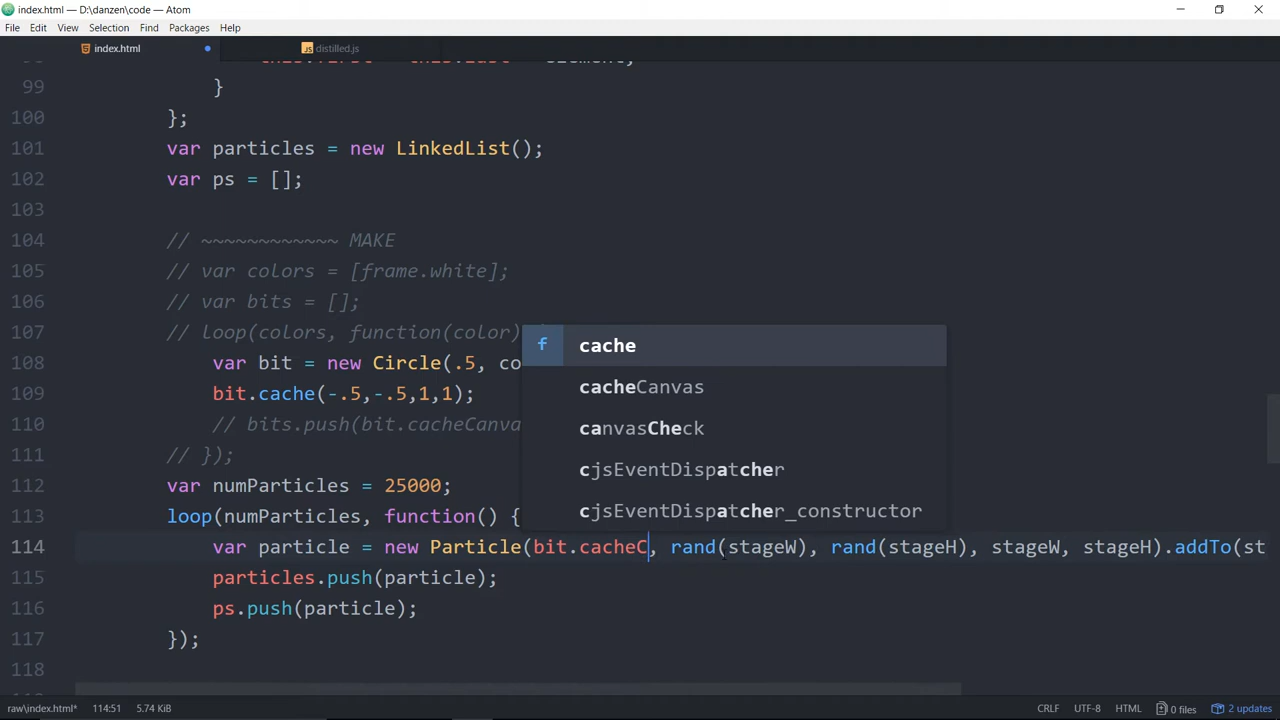 index.html — D:\danzen\code — Atom
File Edit View Selection Find Packages Help
index.html distilled.js
99 }
100 };
101 var particles = new LinkedList();
102 var ps = [];
103
104 // ~~~~~~~~~~~~ MAKE
105 // var colors = [frame.white];
106 // var bits = [];
107 // loop(colors, function(color)
108 var bit = new Circle(.5, co
109 bit.cache(-.5,-.5,1,1);
110 // bits.push(bit.cacheCanva
111 // });
112 var numParticles = 25000;
113 loop(numParticles, function() {
114 var particle = new Particle(bit.cacheC, rand(stageW), rand(stageH), stageW, stageH).addTo(st
115 particles.push(particle);
116 ps.push(particle);
117 });
118
f cache
cacheCanvas
canvasCheck
cjsEventDispatcher
cjsEventDispatcher_constructor
raw\index.html* 114:51 5.74 KiB CRLF UTF-8 HTML 0 files 2 updates